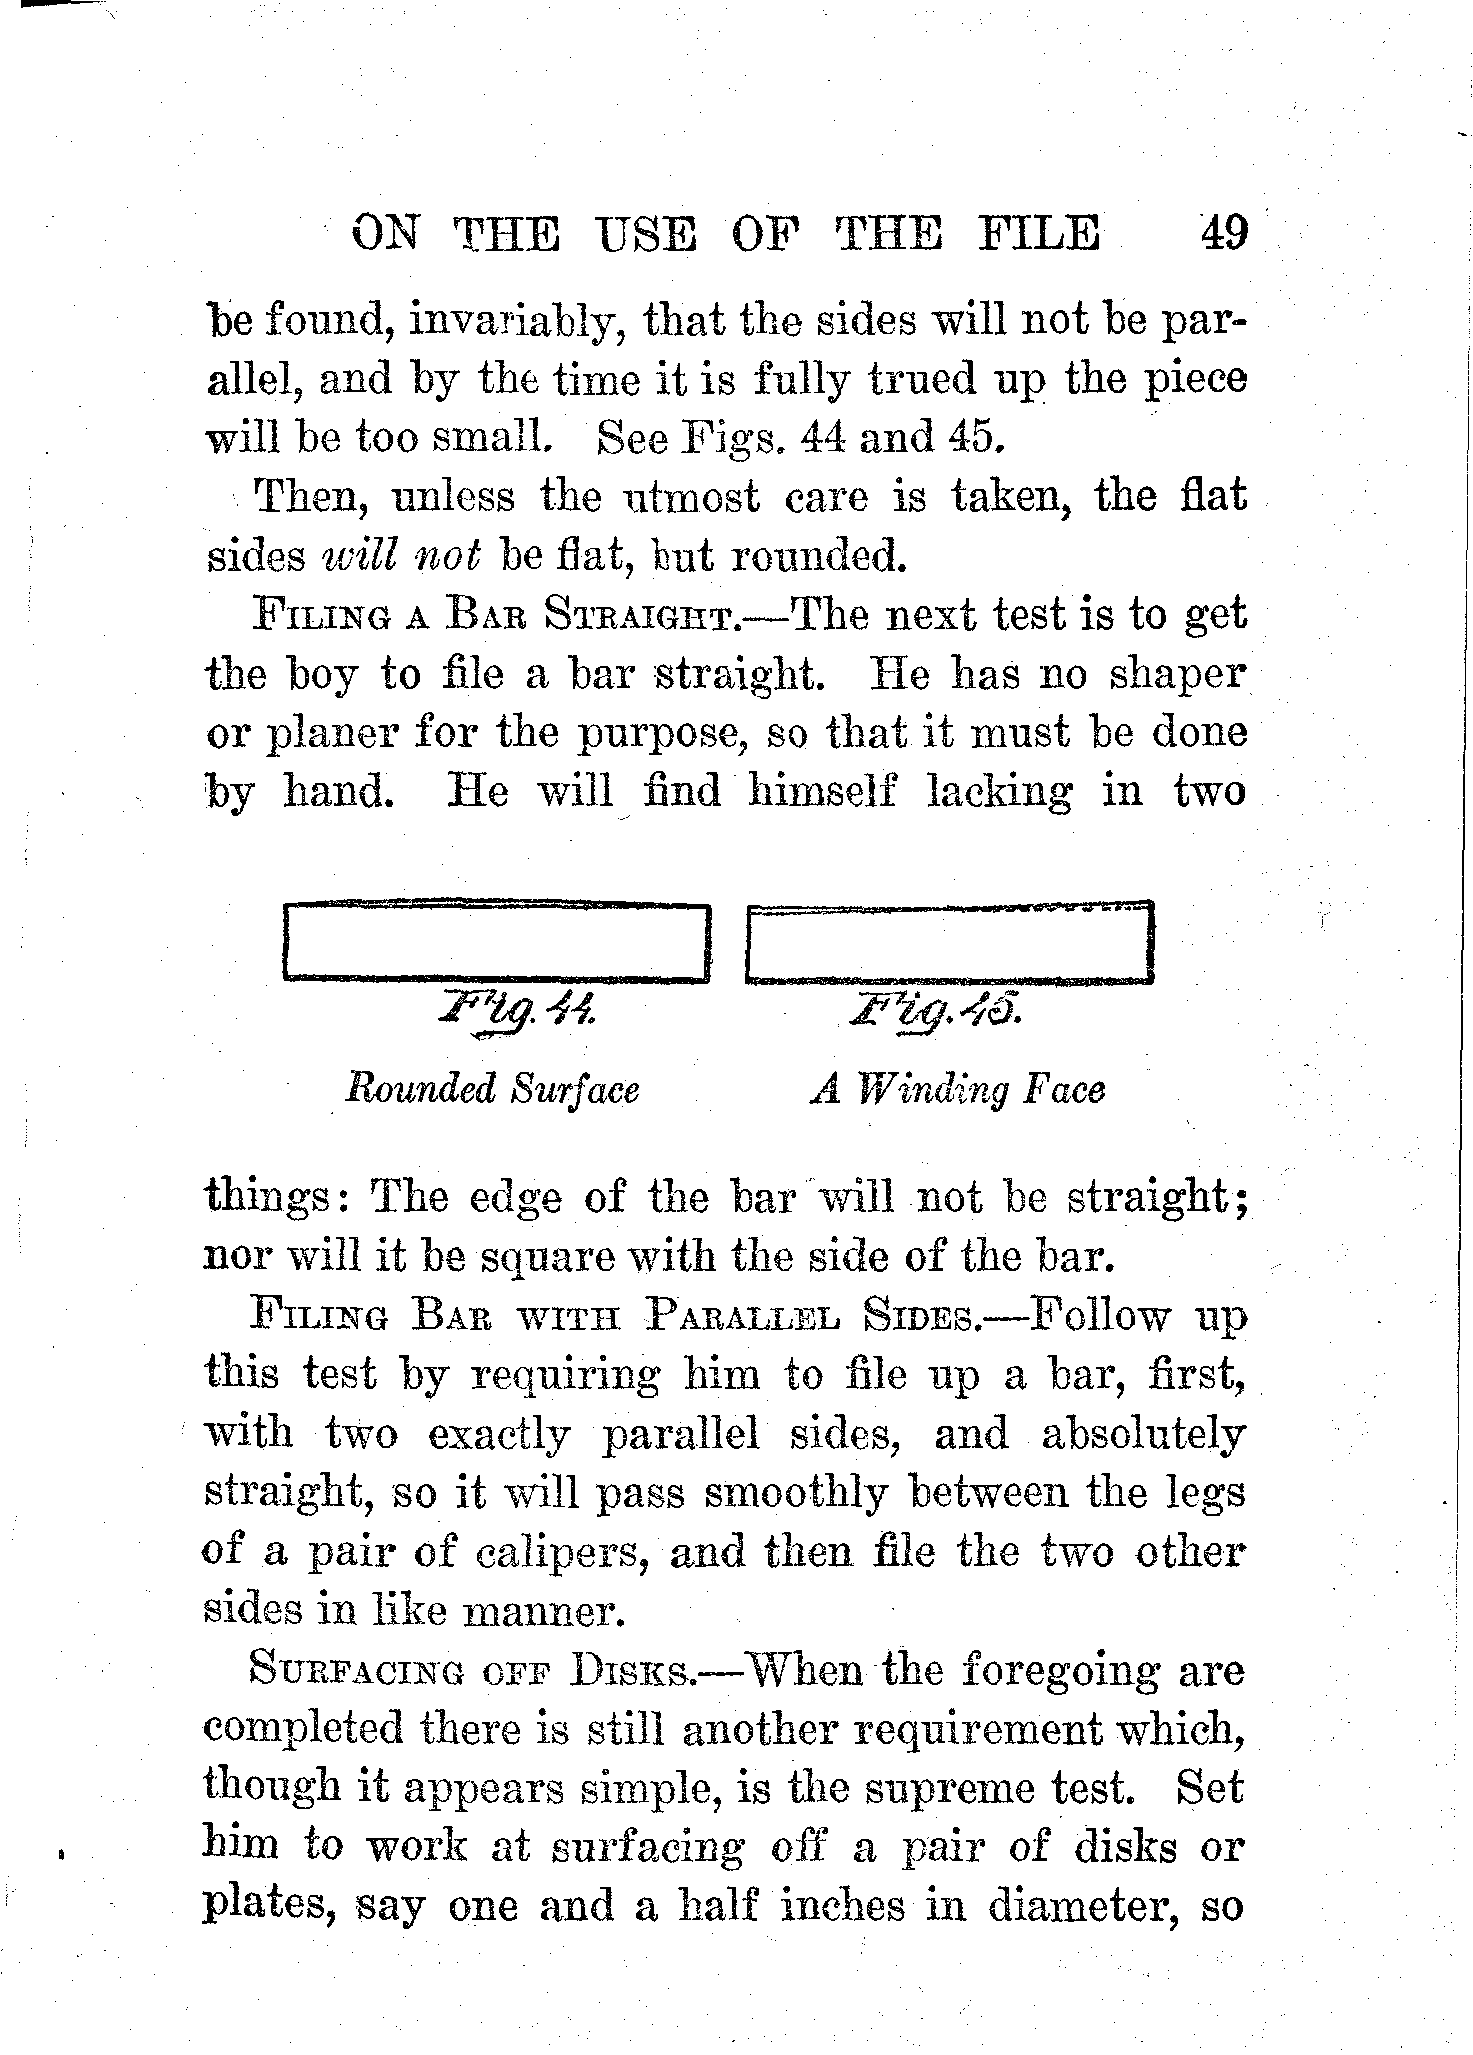 ON THE USE OF THE FILE 49
be found, invariably, that the sides will not be par-
allel, and by the time it is fully trued up the piece
will be too small. See Figs. 44 and 45.
Then, unless the utmost care is taken, the flat
sides will not be flat, but rounded.
FILING A BAR STRAIGHT.—The next test is to get
the boy to file a bar straight. He has no shaper
or planer for the purpose, so that it must be done
by hand. He will find himself lacking in two
Fig. 44. Fig. 45.
Rounded Surface A Winding Face
things: The edge of the bar will not be straight;
nor will it be square with the side of the bar.
FILING BAR WITH PARALLEL SIDES.—Follow up
this test by requiring him to file up a bar, first,
with two exactly parallel sides, and absolutely
straight, so it will pass smoothly between the legs
of a pair of calipers, and then file the two other
sides in like manner.
SURFACING OFF DISKS.—When the foregoing are
completed there is still another requirement which,
though it appears simple, is the supreme test. Set
him to work at surfacing off a pair of disks or
plates, say one and a half inches in diameter, so